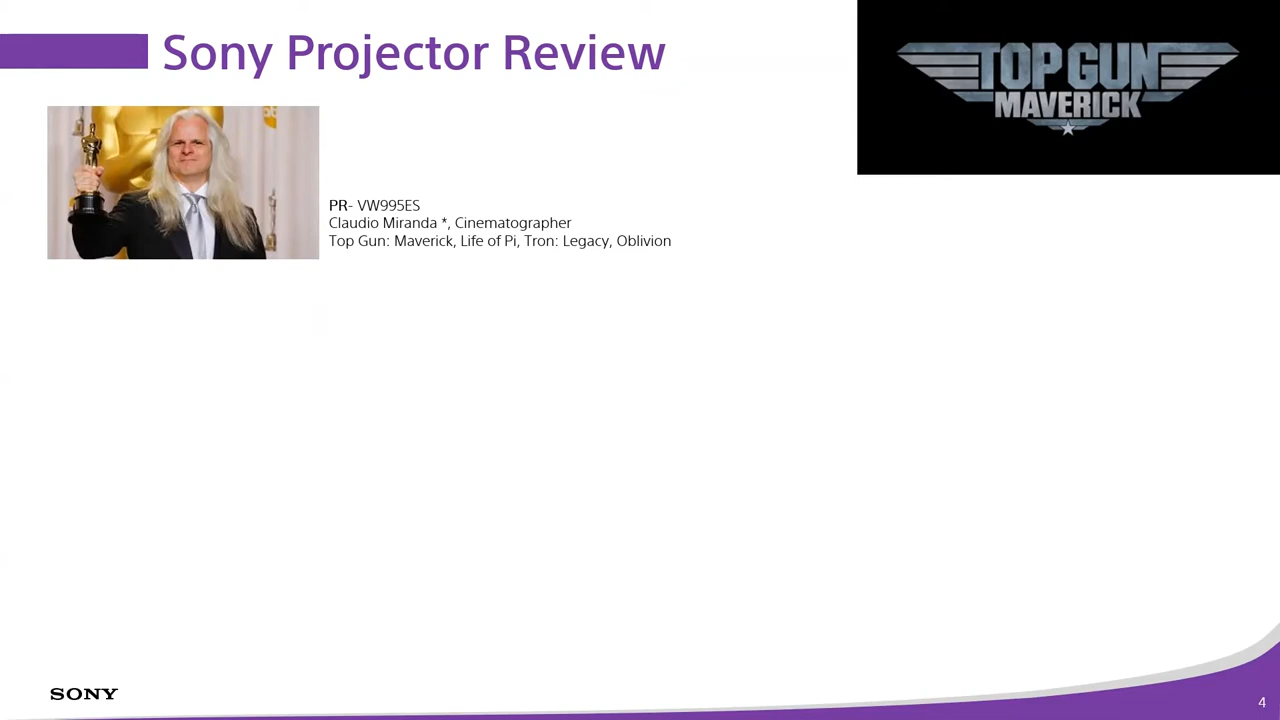 Sony Projector Review
TOP GUN
MAVERICK
PR- VW995ES
Claudio Miranda *, Cinematographer
Top Gun: Maverick, Life of Pi, Tron: Legacy, Oblivion
SONY
4